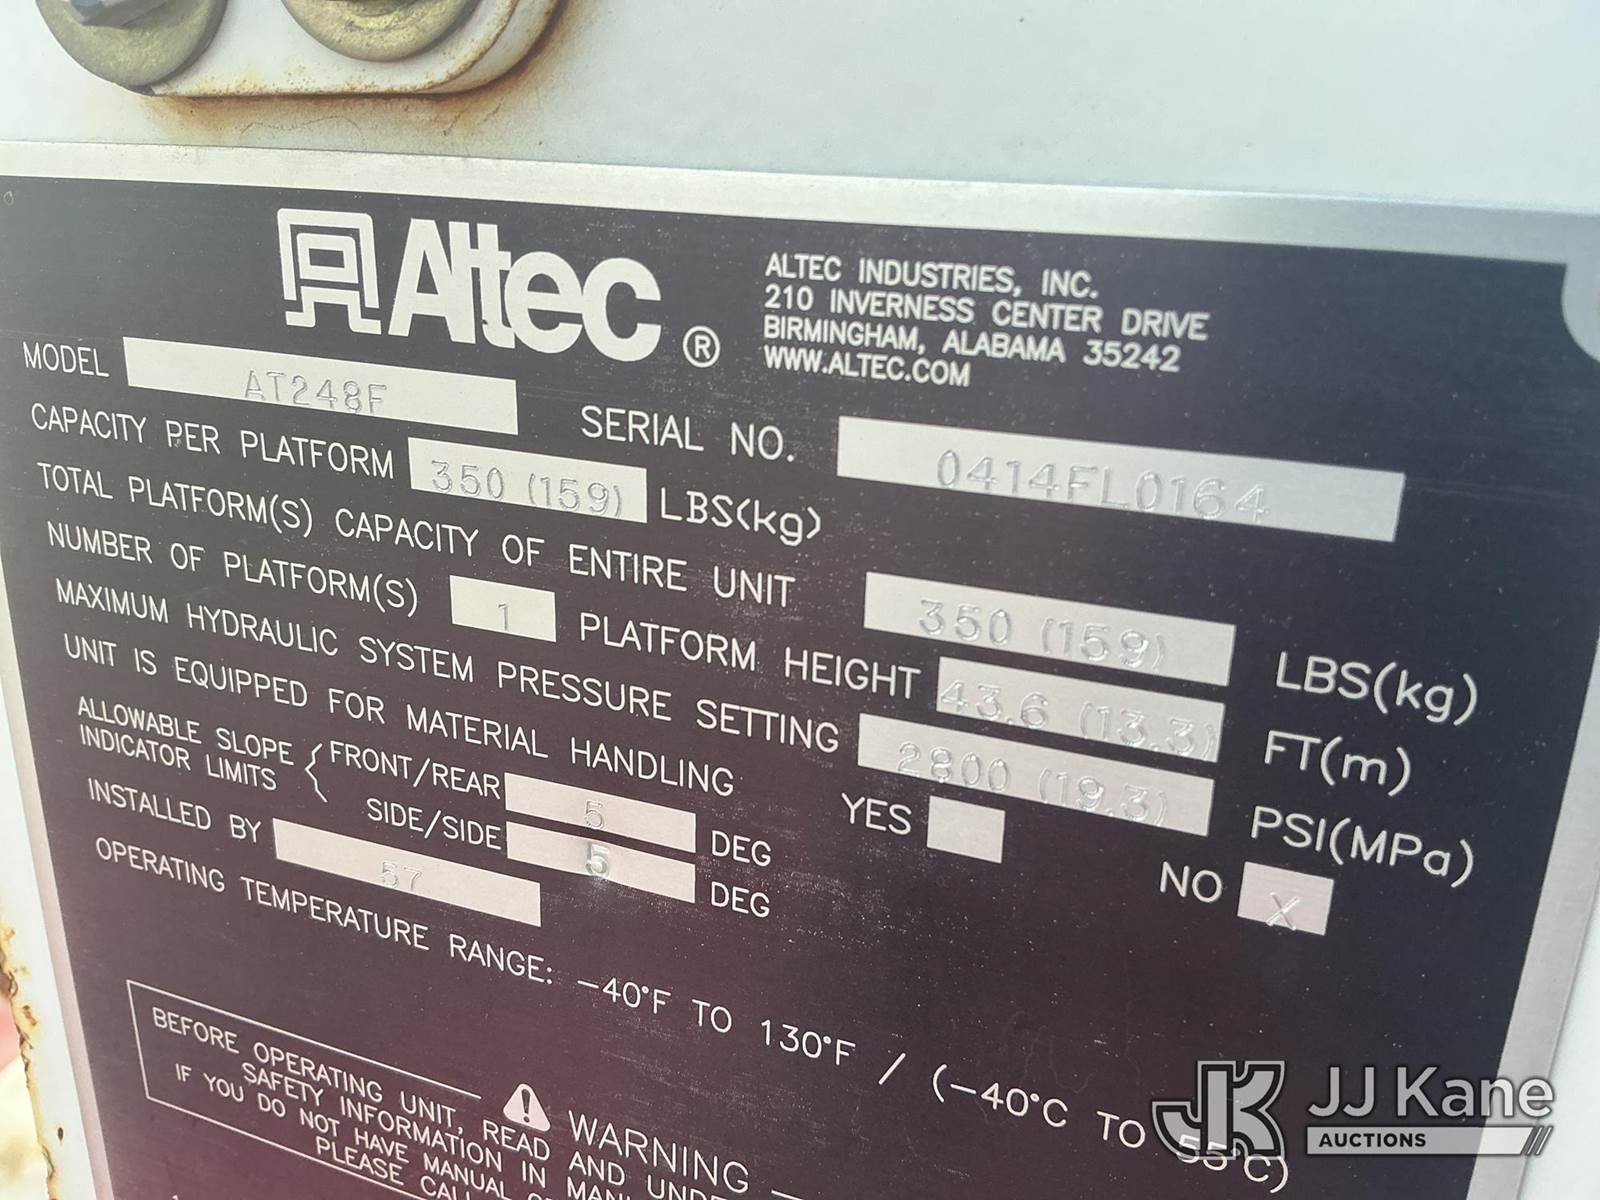 Altec ®
ALTEC INDUSTRIES, INC.
210 INVERNESS CENTER DRIVE
BIRMINGHAM, ALABAMA 35242
WWW.ALTEC.COM
MODEL AT248F SERIAL NO. 0414FL0164
CAPACITY PER PLATFORM 350 (159) LBS(kg)
TOTAL PLATFORM(S) CAPACITY OF ENTIRE UNIT 350 (159) LBS(kg)
NUMBER OF PLATFORM(S) 1 PLATFORM HEIGHT 43.6 (13.3) FT(m)
MAXIMUM HYDRAULIC SYSTEM PRESSURE SETTING 2800 (19.3) PSI(MPa)
UNIT IS EQUIPPED FOR MATERIAL HANDLING YES NO X
ALLOWABLE SLOPE INDICATOR LIMITS { FRONT/REAR 5 DEG
SIDE/SIDE 5 DEG
INSTALLED BY 57
OPERATING TEMPERATURE RANGE: -40°F TO 130°F / (-40°C TO 55°C)
WARNING
BEFORE OPERATING UNIT, READ AND
SAFETY INFORMATION IN
IF YOU DO NOT HAVE MANUAL
PLEASE CALL
JK JJ Kane
AUCTIONS